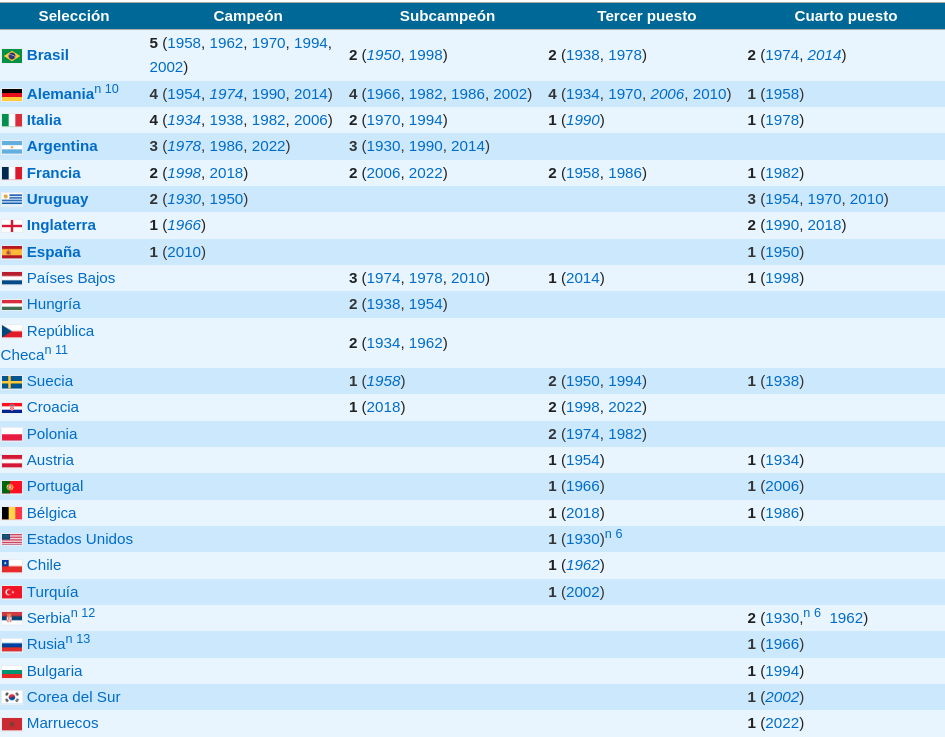 Selección Campeón Subcampeón Tercer puesto Cuarto puesto
Brasil 5 (1958, 1962, 1970, 1994, 2002) 2 (1950, 1998) 2 (1938, 1978) 2 (1974, 2014)
Alemania n 10 4 (1954, 1974, 1990, 2014) 4 (1966, 1982, 1986, 2002) 4 (1934, 1970, 2006, 2010) 1 (1958)
Italia 4 (1934, 1938, 1982, 2006) 2 (1970, 1994) 1 (1990) 1 (1978)
Argentina 3 (1978, 1986, 2022) 3 (1930, 1990, 2014)
Francia 2 (1998, 2018) 2 (2006, 2022) 2 (1958, 1986) 1 (1982)
Uruguay 2 (1930, 1950) 3 (1954, 1970, 2010)
Inglaterra 1 (1966) 2 (1990, 2018)
España 1 (2010) 1 (1950)
Países Bajos 3 (1974, 1978, 2010) 1 (2014) 1 (1998)
Hungría 2 (1938, 1954)
República Checa n 11 2 (1934, 1962)
Suecia 1 (1958) 2 (1950, 1994) 1 (1938)
Croacia 1 (2018) 2 (1998, 2022)
Polonia 2 (1974, 1982)
Austria 1 (1954) 1 (1934)
Portugal 1 (1966) 1 (2006)
Bélgica 1 (2018) 1 (1986)
Estados Unidos 1 (1930) n 6
Chile 1 (1962)
Turquía 1 (2002)
Serbia n 12 2 (1930, n 6 1962)
Rusia n 13 1 (1966)
Bulgaria 1 (1994)
Corea del Sur 1 (2002)
Marruecos 1 (2022)